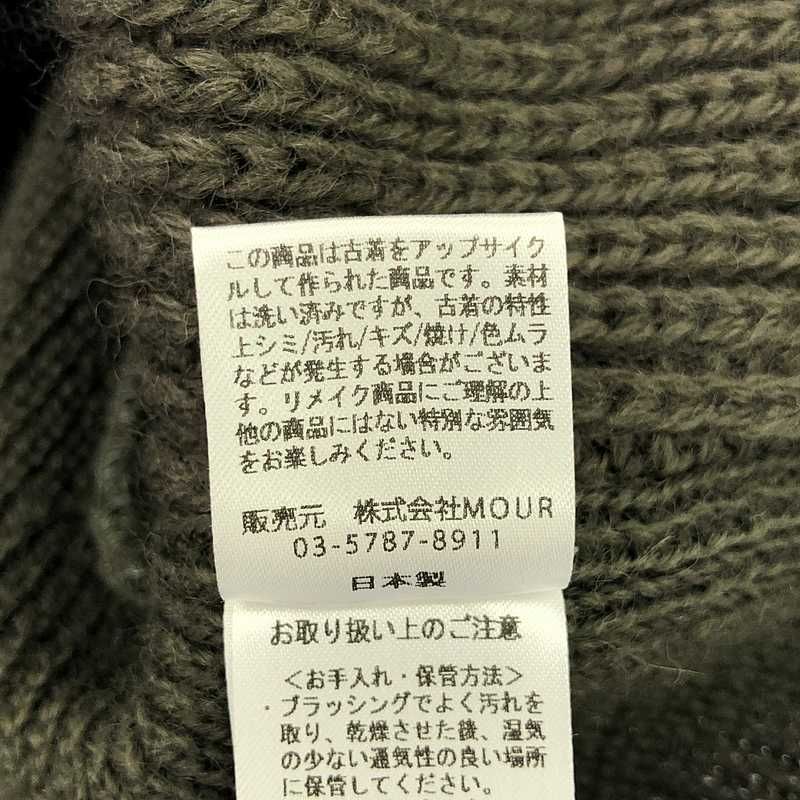 この商品は古着をアップサイク
ルして作られた商品です。素材
は洗い済みですが、古着の特性
上シミ/汚れ/キズ/焼け/色ムラ
などが発生する場合がございま
す。リメイク商品にご理解の上
他の商品にはない特別な雰囲気
をお楽しみください。
販売元　株式会社MOUR
03-5787-8911
日本製
お取り扱い上のご注意
＜お手入れ・保管方法＞
・ブラッシングでよく汚れを
取り、乾燥させた後、湿気
の少ない通気性の良い場所
に保管してください。